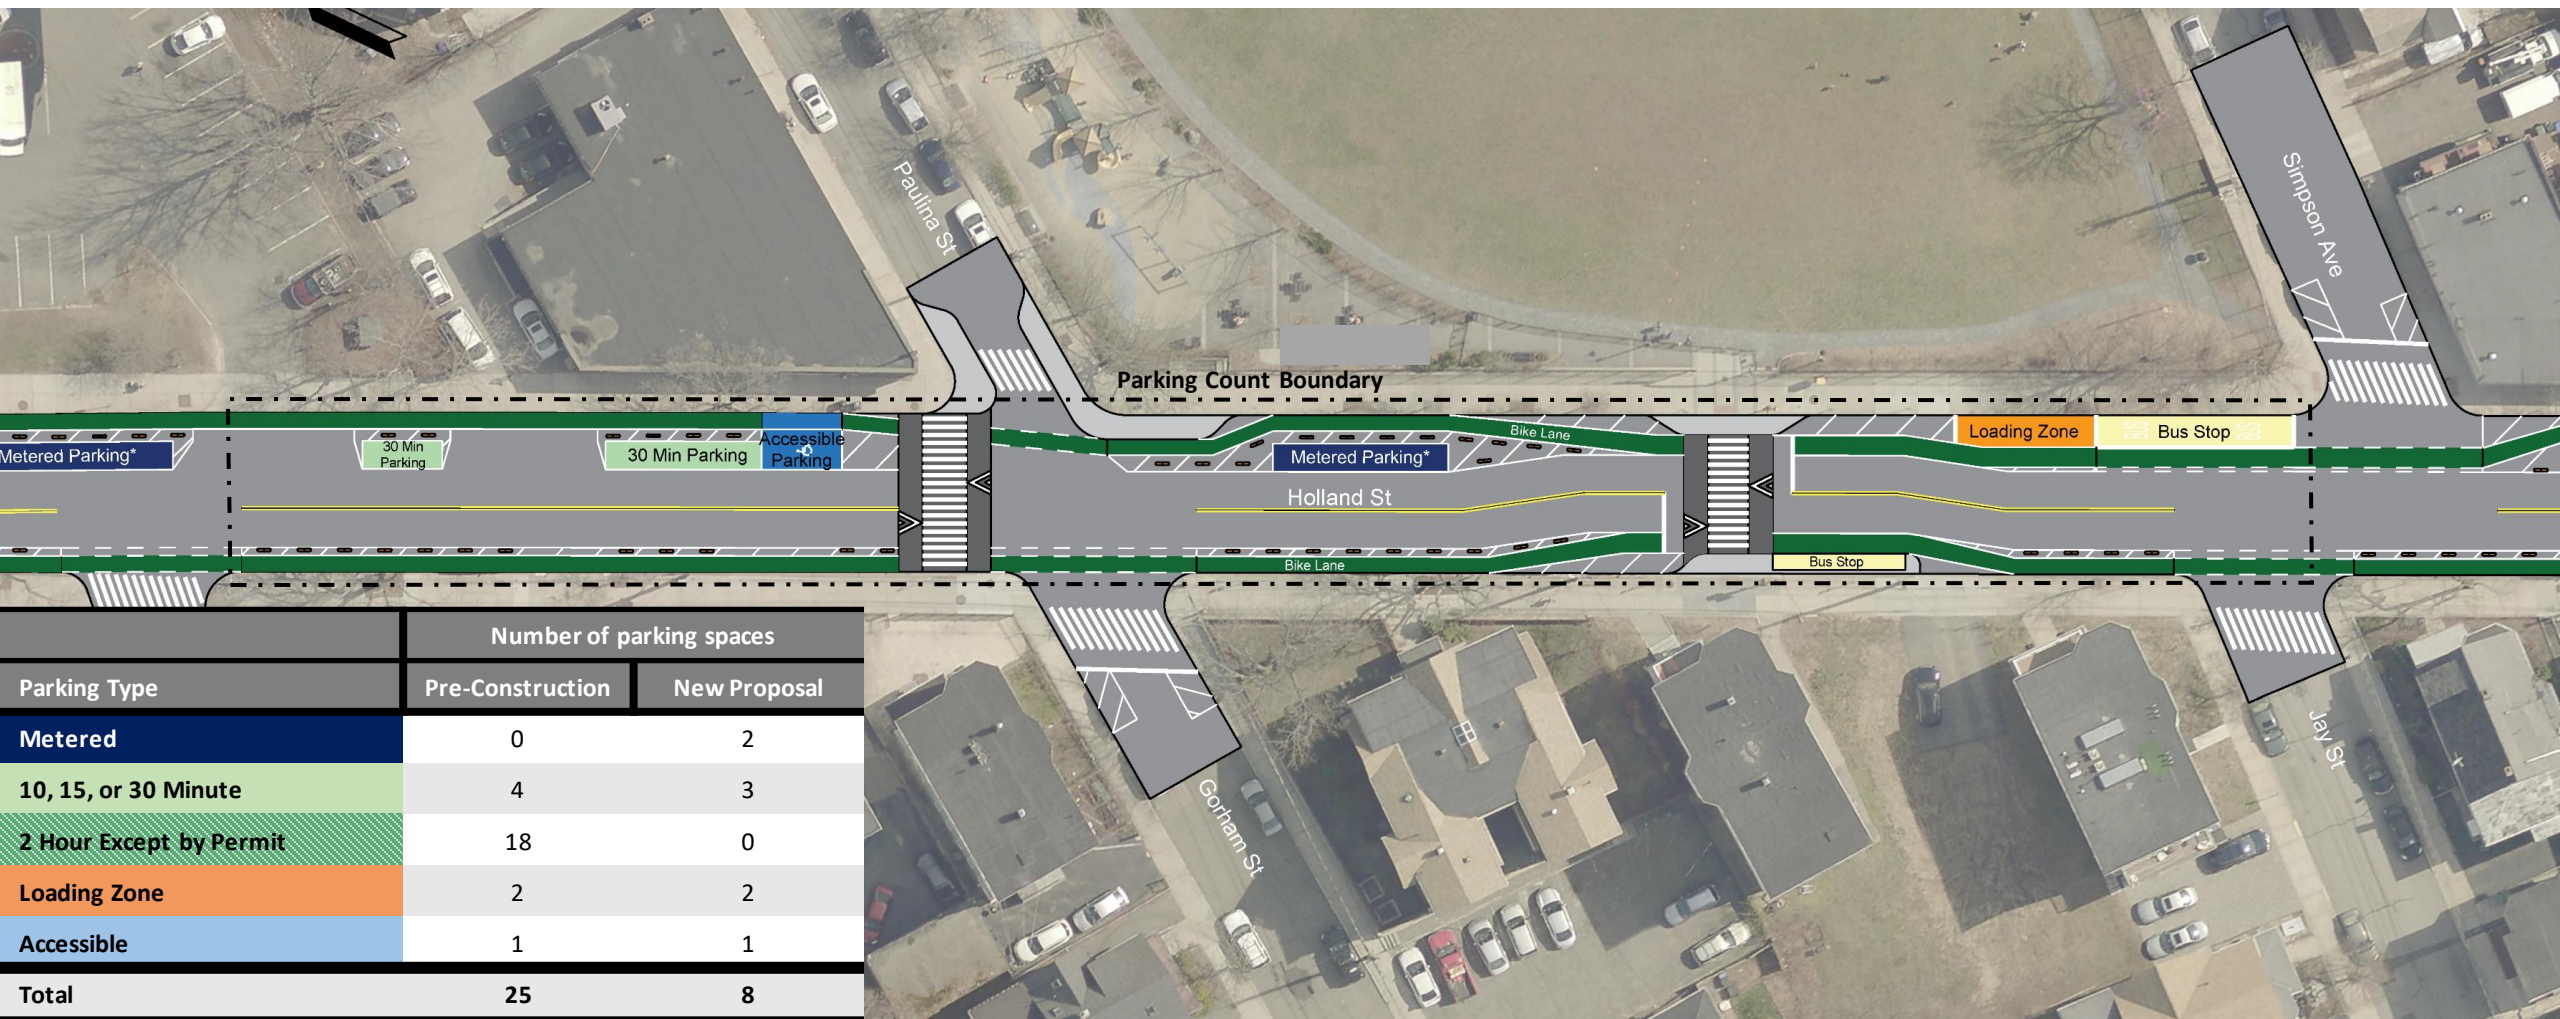 Paulina St
Simpson Ave
Parking Count Boundary
Metered Parking*
30 Min
Parking
30 Min Parking
Accessible
Parking
Metered Parking*
Bike Lane
Loading Zone
BUS
Bus Stop
BUS
Holland St
Bike Lane
Bus Stop
Gorham St
Jay St
Number of parking spaces
Parking Type Pre-Construction New Proposal
Metered 0 2
10, 15, or 30 Minute 4 3
2 Hour Except by Permit 18 0
Loading Zone 2 2
Accessible 1 1
Total 25 8